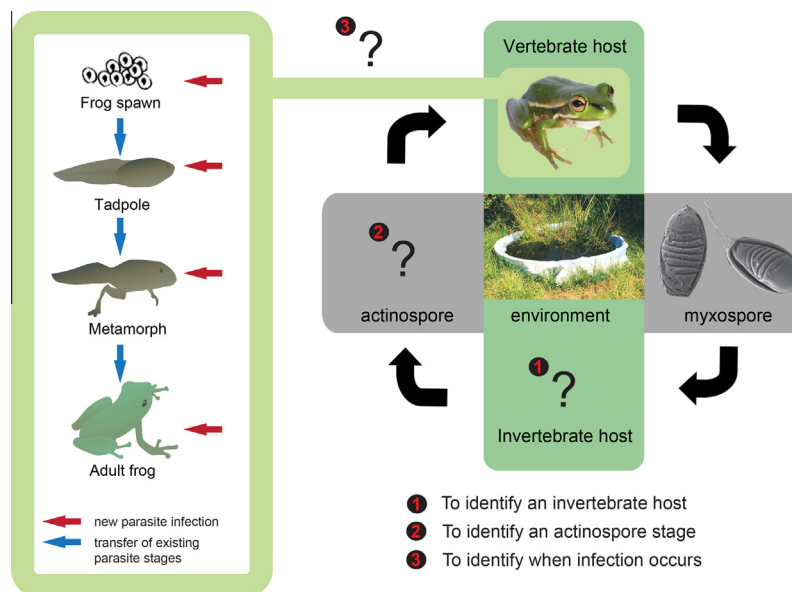 Frog spawn
Tadpole
Metamorph
Adult frog
new parasite infection
transfer of existing
parasite stages
3
?
Vertebrate host
2
?
actinospore
environment
myxospore
1
?
Invertebrate host
1 To identify an invertebrate host
2 To identify an actinospore stage
3 To identify when infection occurs